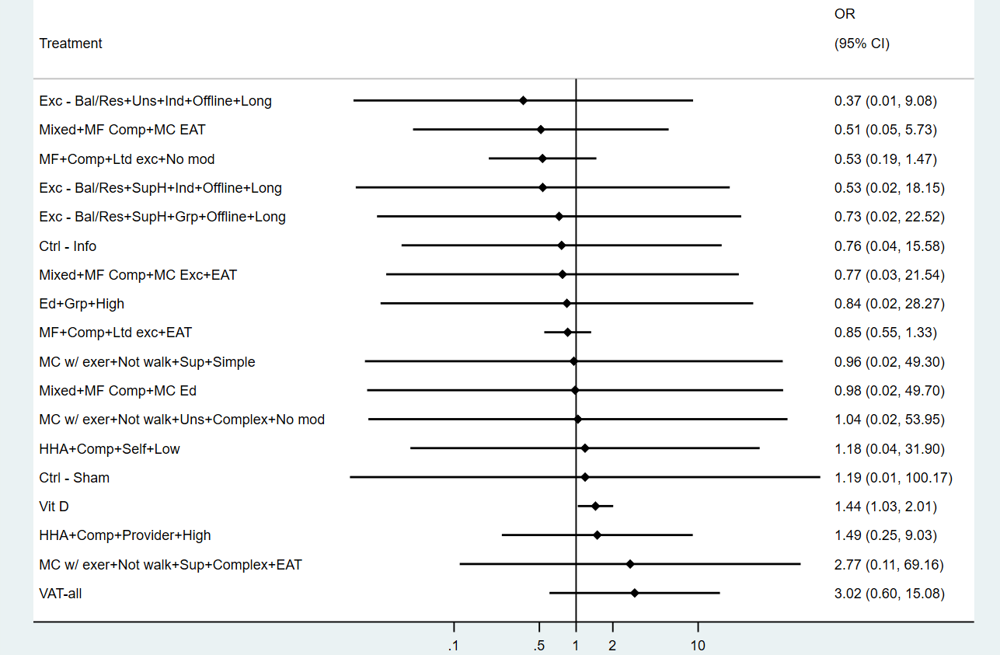 OR
Treatment (95% CI)
Exc - Bal/Res+Uns+Ind+Offline+Long 0.37 (0.01, 9.08)
Mixed+MF Comp+MC EAT 0.51 (0.05, 5.73)
MF+Comp+Ltd exc+No mod 0.53 (0.19, 1.47)
Exc - Bal/Res+SupH+Ind+Offline+Long 0.53 (0.02, 18.15)
Exc - Bal/Res+SupH+Grp+Offline+Long 0.73 (0.02, 22.52)
Ctrl - Info 0.76 (0.04, 15.58)
Mixed+MF Comp+MC Exc+EAT 0.77 (0.03, 21.54)
Ed+Grp+High 0.84 (0.02, 28.27)
MF+Comp+Ltd exc+EAT 0.85 (0.55, 1.33)
MC w/ exer+Not walk+Sup+Simple 0.96 (0.02, 49.30)
Mixed+MF Comp+MC Ed 0.98 (0.02, 49.70)
MC w/ exer+Not walk+Uns+Complex+No mod 1.04 (0.02, 53.95)
HHA+Comp+Self+Low 1.18 (0.04, 31.90)
Ctrl - Sham 1.19 (0.01, 100.17)
Vit D 1.44 (1.03, 2.01)
HHA+Comp+Provider+High 1.49 (0.25, 9.03)
MC w/ exer+Not walk+Sup+Complex+EAT 2.77 (0.11, 69.16)
VAT-all 3.02 (0.60, 15.08)
.1 .5 1 2 10